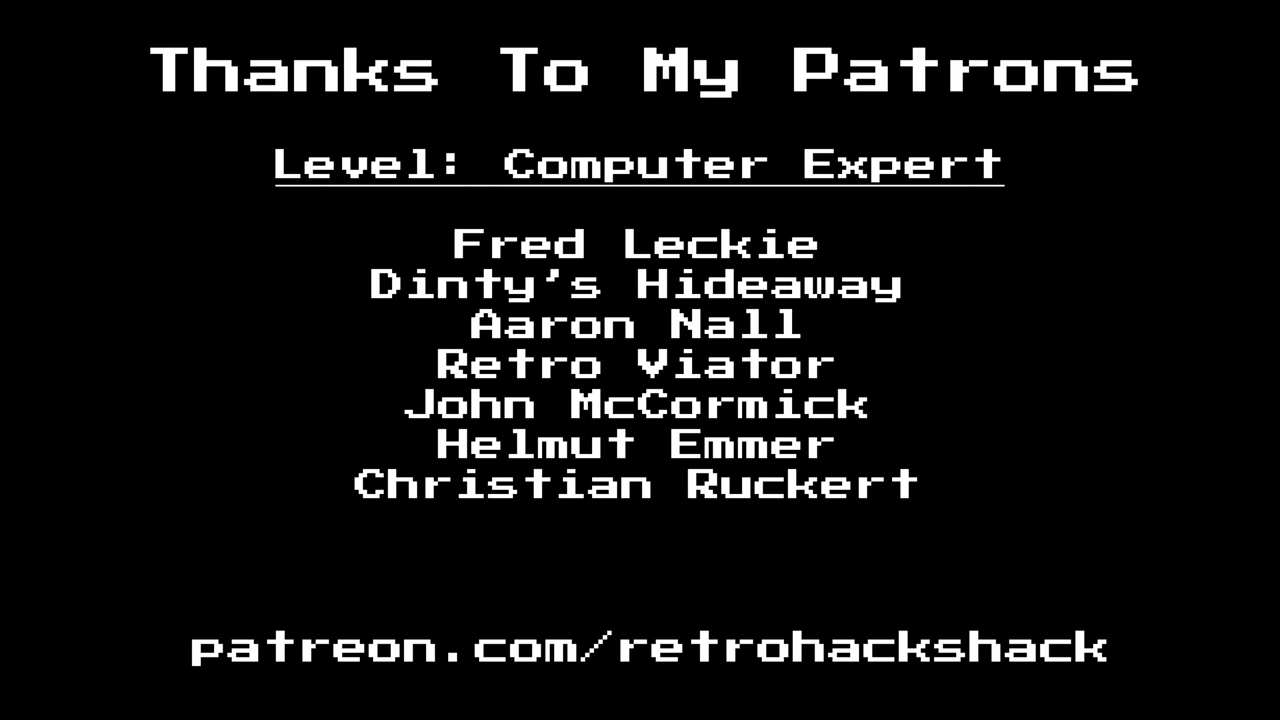 Thanks To My Patrons
Level: Computer Expert
Fred Leckie
Dinty's Hideaway
Aaron Nall
Retro Viator
John McCormick
Helmut Emmer
Christian Ruckert
patreon.com/retrohackshack